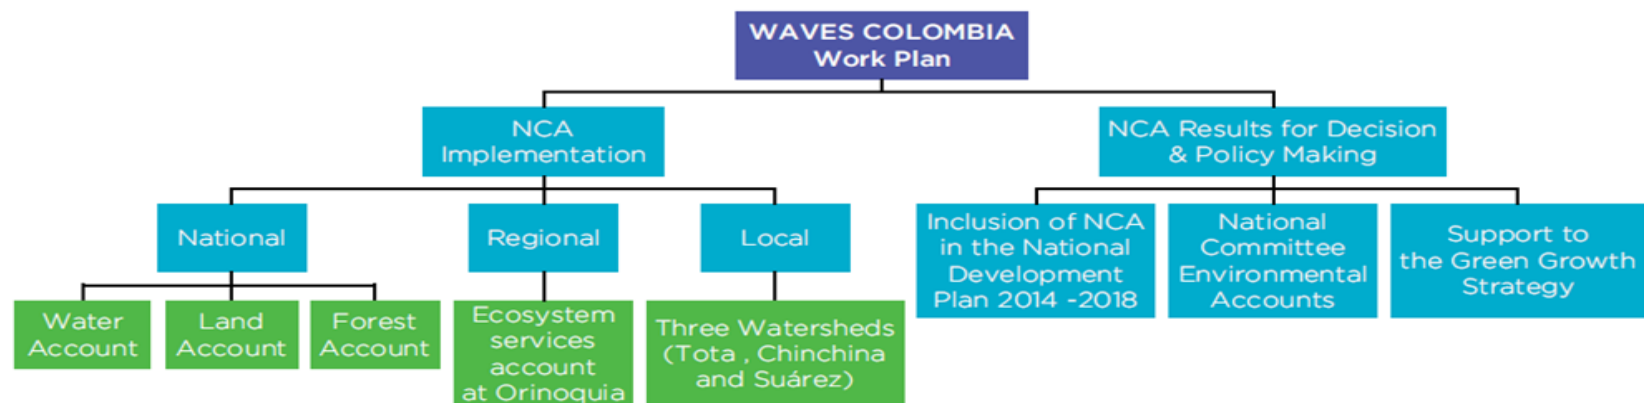 WAVES COLOMBIA
Work Plan
NCA
Implementation
NCA Results for Decision
& Policy Making
National
Regional
Local
Inclusion of NCA
in the National
Development
Plan 2014 -2018
National
Committee
Environmental
Accounts
Support to
the Green Growth
Strategy
Water
Account
Land
Account
Forest
Account
Ecosystem
services
account
at Orinoquia
Three Watersheds
(Tota , Chinchina
and Suárez)